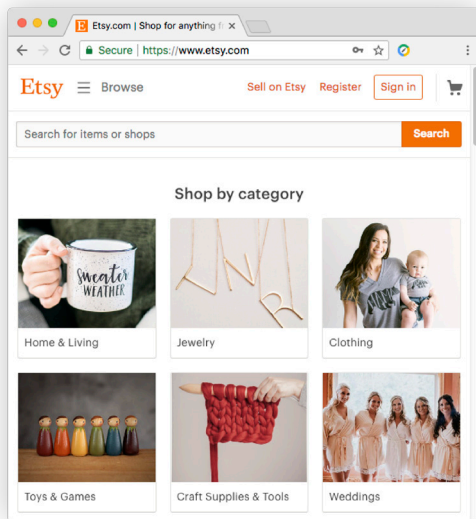 Etsy.com | Shop for anything f
Secure | https://www.etsy.com
Etsy Browse Sell on Etsy Register Sign in
Search for items or shops Search
Shop by category
Sweater
WEATHER
L N R
Home & Living Jewelry Clothing
Toys & Games Craft Supplies & Tools Weddings